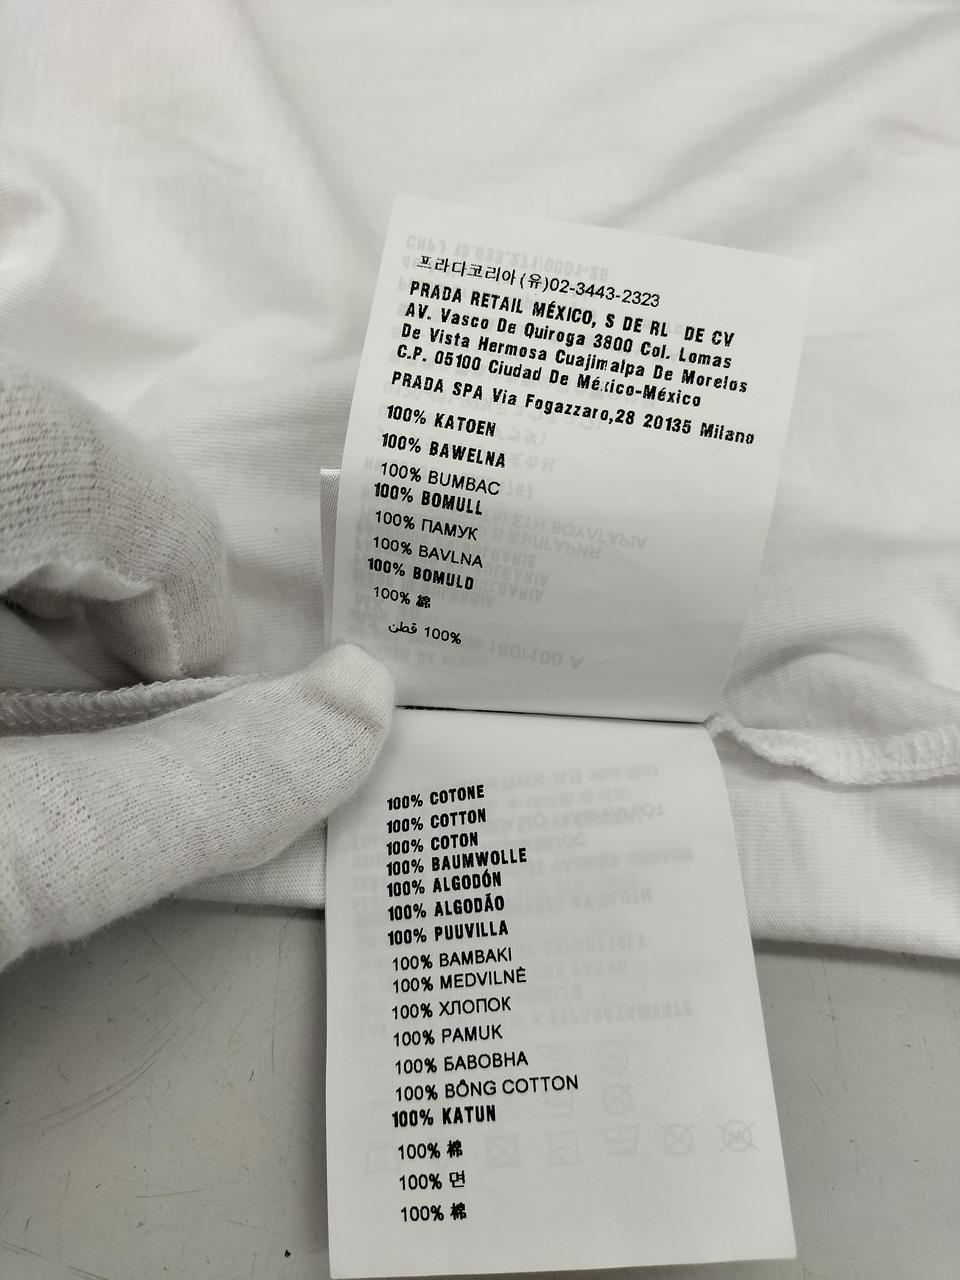 프라다코리아(유)02-3443-2323
PRADA RETAIL MÉXICO, S DE RL DE CV
AV. Vasco De Quiroga 3800 Col. Lomas
De Vista Hermosa Cuajimalpa De Morelos
C.P. 05100 Ciudad De México-México
PRADA SPA Via Fogazzaro,28 20135 Milano
100% KATOEN
100% BAWELNA
100% BUMBAC
100% BOMULL
100% ПАМУК
100% BAVLNA
100% BOMULD
100% 綿
100% قطن
100% COTONE
100% COTTON
100% COTON
100% BAUMWOLLE
100% ALGODÓN
100% ALGODÃO
100% PUUVILLA
100% BAMBAKI
100% MEDVILNĖ
100% ХЛОПОК
100% PAMUK
100% БАВОВНА
100% BÔNG COTTON
100% KATUN
100% 棉
100% 면
100% 棉